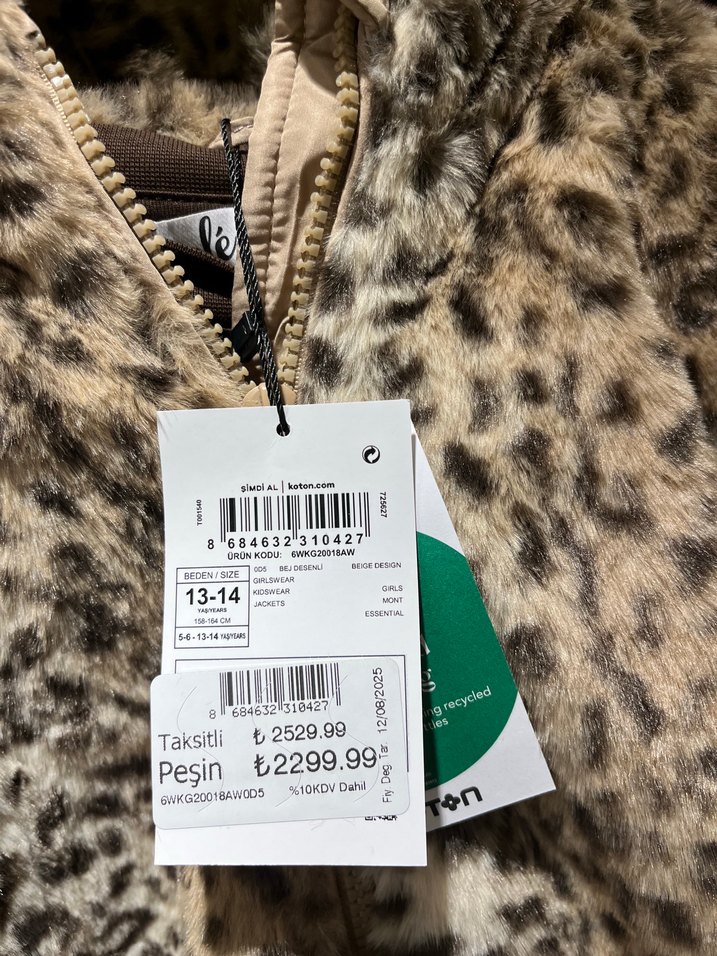 lé
ŞİMDİ AL | koton.com
T001540
725627
8 684632 310427
ÜRÜN KODU: 6WKG20018AW
BEDEN / SIZE
13-14
YAŞ/YEARS
158-164 CM
5-6 - 13-14 YAŞ/YEARS
0D5 BEJ DESENLİ BEIGE DESIGN
GIRLSWEAR
KIDSWEAR GIRLS
JACKETS MONT
ESSENTIAL
8 684632 310427
Taksitli ₺ 2529.99
Peşin ₺2299.99
6WKG20018AW0D5 %10KDV Dahil
Fiy. Değ. Tar. 12/08/2025
g
ng recycled
ttles
TON